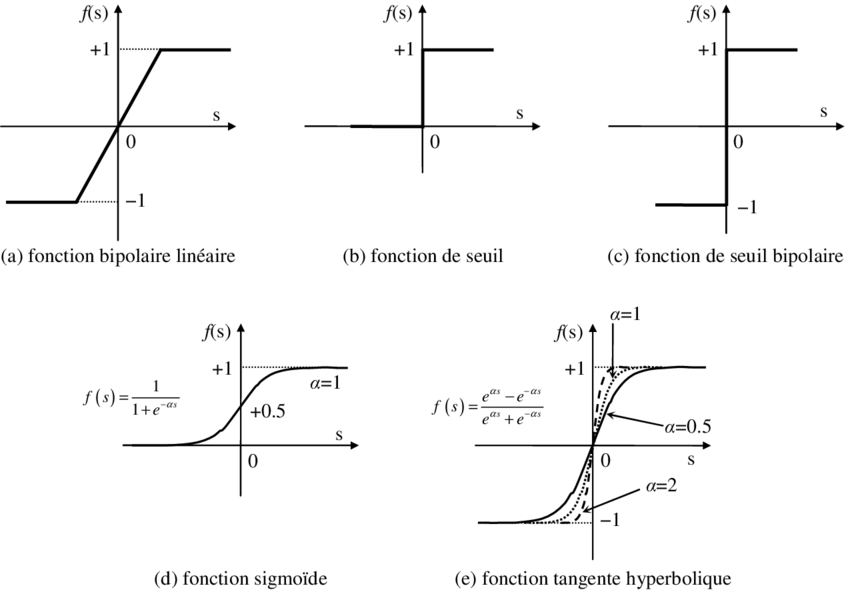 f(s)
+1
s
0
−1
(a) fonction bipolaire linéaire
f(s)
+1
s
0
(b) fonction de seuil
f(s)
+1
s
0
−1
(c) fonction de seuil bipolaire
f(s)
+1
α=1
f(s)=1/(1+e^{−αs})
+0.5
s
0
(d) fonction sigmoïde
α=1
f(s)
+1
f(s)=(e^{αs}−e^{−αs})/(e^{αs}+e^{−αs})
α=0.5
0
s
α=2
−1
(e) fonction tangente hyperbolique